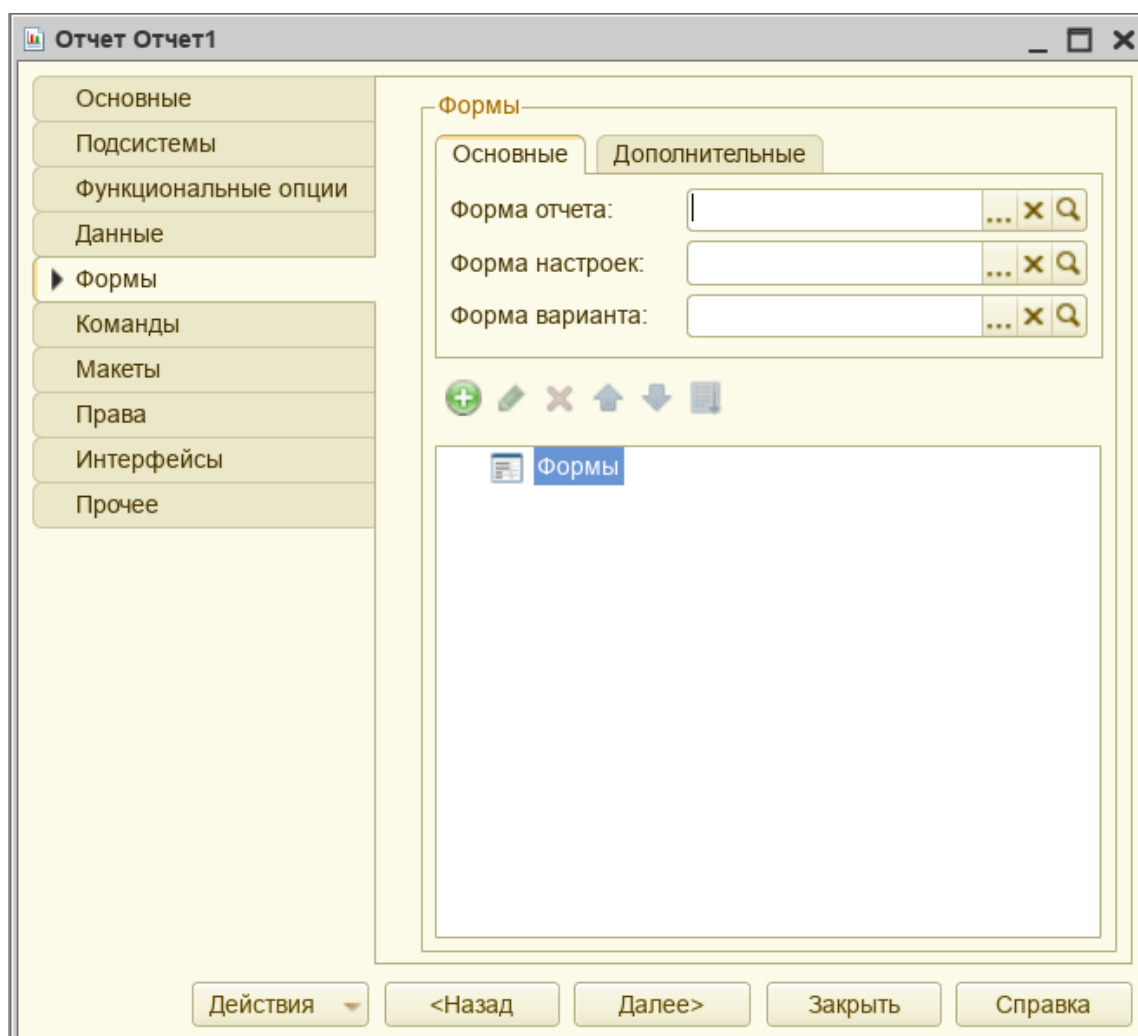 Отчет Отчет1
Основные
Подсистемы
Функциональные опции
Данные
Формы
Команды
Макеты
Права
Интерфейсы
Прочее
Формы
Основные Дополнительные
Форма отчета:
Форма настроек:
Форма варианта:
Формы
Действия <Назад Далее> Закрыть Справка